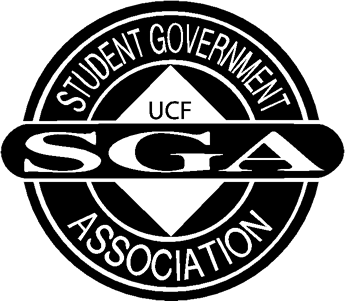 STUDENT GOVERNMENT
UCF
SGA
ASSOCIATION